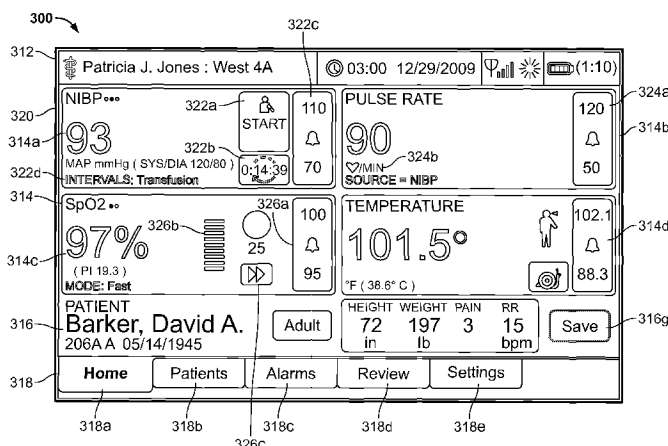 300
322c
312
Patricia J. Jones : West 4A
03:00 12/29/2009
(1:10)
320
NIBP
322a
START
110
70
PULSE RATE
120
50
324a
314a
93
322b
0:14:39
90
314b
MAP mmHg ( SYS/DIA 120/80 )
♡/MIN
324b
322d
INTERVALS: Transfusion
SOURCE = NIBP
314
SpO2
326a
100
95
TEMPERATURE
102.1
88.3
314d
326b
97%
25
101.5°
314c
( PI 19.3 )
MODE: Fast
°F ( 38.6° C )
PATIENT
HEIGHT WEIGHT PAIN RR
316
Barker, David A.
Adult
72 197 3 15
Save
316g
206A A 05/14/1945
in lb bpm
318
Home
Patients
Alarms
Review
Settings
318a
318b
318c
318d
318e
326c